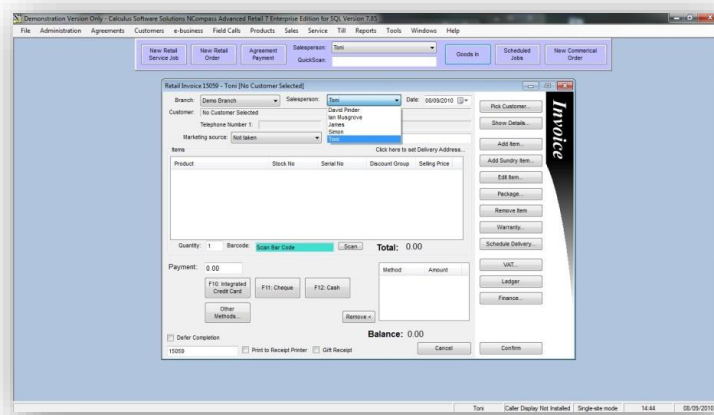 Demonstration Version Only - Calculus Software Solutions NCompass Advanced Retail 7 Enterprise Edition for SQL Version 7.85
File Administration Agreements Customers e-business Field Calls Products Sales Service Till Reports Tools Windows Help
New Retail Service Job
New Retail Order
Agreement Payment
Salesperson: Toni
QuickScan:
Goods In
Scheduled Jobs
New Commerical Order
Retail Invoice 15059 - Toni [No Customer Selected]
Branch: Demo Branch Salesperson: Toni Date: 08/09/2010
David Pinder
Ian Musgrove
James
Simon
Toni
Customer: No Customer Selected
Telephone Number 1:
Marketing source: Not taken
Items Click here to set Delivery Address...
Product Stock No Serial No Discount Group Selling Price
Quantity: 1 Barcode: Scan Bar Code Scan Total: 0.00
Payment: 0.00
Method Amount
F10: Integrated Credit Card
F11: Cheque
F12: Cash
Other Methods...
Remove <
Balance: 0.00
Defer Completion
15059 Print to Receipt Printer Gift Receipt Cancel
Pick Customer...
Show Details...
Add Item...
Add Sundry Item...
Edit Item...
Package...
Remove Item
Warranty...
Schedule Delivery...
VAT...
Ledger
Finance...
Confirm
Invoice
Toni Caller Display Not Installed Single-site mode 14:44 08/09/2010